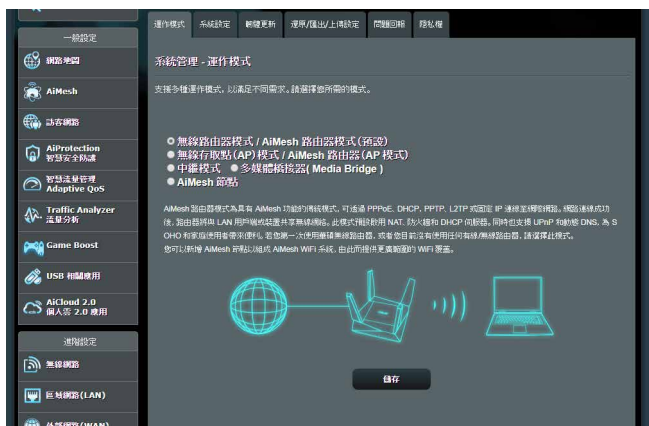 運作模式 系統設定 韌體更新 還原/匯出/上傳設定 問題回報 隱私權
一般設定
網路地圖
AiMesh
訪客網路
AiProtection
智慧安全防護
智慧流量管理
Adaptive QoS
Traffic Analyzer
流量分析
Game Boost
USB 相關應用
AiCloud 2.0
個人雲 2.0 應用
進階設定
無線網路
區域網路(LAN)
外部網路(WAN)
系統管理 - 運作模式
支援多種運作模式，以滿足不同需求。請選擇您所需的模式。
無線路由器模式 / AiMesh 路由器模式(預設)
無線存取點(AP)模式 / AiMesh 路由器(AP 模式)
中繼模式 多媒體橋接器( Media Bridge )
AiMesh 節點
AiMesh 路由器模式為具有 AiMesh 功能的傳統模式，可透過 PPPoE, DHCP, PPTP, L2TP 或固定 IP 連線至網際網路。網路連線成功
後，路由器將與 LAN 用戶端或裝置共享無線網絡。此模式預設啟用 NAT, 防火牆和 DHCP 伺服器。同時也支援 UPnP 和動態 DNS, 為 S
OHO 和家庭使用者帶來便利。若您第一次使用華碩無線路由器，或者您目前沒有使用任何有線/無線路由器，請選擇此模式。
您可以新增 AiMesh 節點以組成 AiMesh WiFi 系統，由此而提供更廣範圍的 WiFi 覆蓋。
儲存